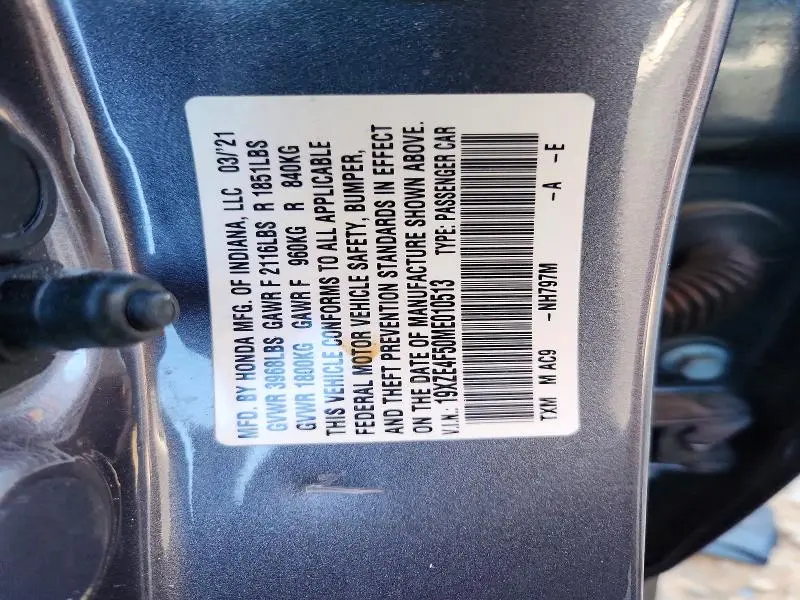 MFD. BY HONDA MFG. OF INDIANA, LLC 03/'21
GVWR 3968LBS GAWR F 2116LBS R 1851LBS
GVWR 1800KG GAWR F 960KG R 840KG
THIS VEHICLE CONFORMS TO ALL APPLICABLE
FEDERAL MOTOR VEHICLE SAFETY, BUMPER,
AND THEFT PREVENTION STANDARDS IN EFFECT
ON THE DATE OF MANUFACTURE SHOWN ABOVE.
V.I.N.: 19XZE4F50ME010513 TYPE: PASSENGER CAR
TXM M AC9 -NH797M -A -E